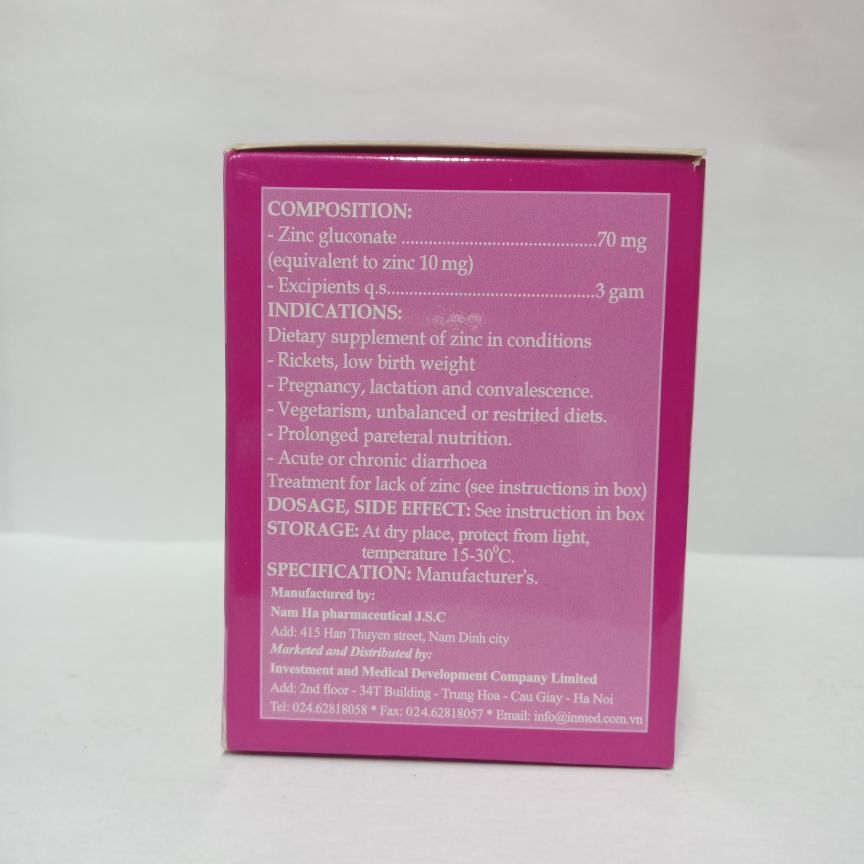 COMPOSITION:
- Zinc gluconate ..........................................70 mg
(equivalent to zinc 10 mg)
- Excipients q.s.............................................3 gam
INDICATIONS:
Dietary supplement of zinc in conditions
- Rickets, low birth weight
- Pregnancy, lactation and convalescence.
- Vegetarism, unbalanced or restrited diets.
- Prolonged pareteral nutrition.
- Acute or chronic diarrhoea
Treatment for lack of zinc (see instructions in box)
DOSAGE, SIDE EFFECT: See instruction in box
STORAGE: At dry place, protect from light,
temperature 15-30⁰C.
SPECIFICATION: Manufacturer's.
Manufactured by:
Nam Ha pharmaceutical J.S.C
Add: 415 Han Thuyen street, Nam Dinh city
Marketed and Distributed by:
Investment and Medical Development Company Limited
Add: 2nd floor - 34T Building - Trung Hoa - Cau Giay - Ha Noi
Tel: 024.62818058 * Fax: 024.62818057 * Email: info@inmed.com.vn